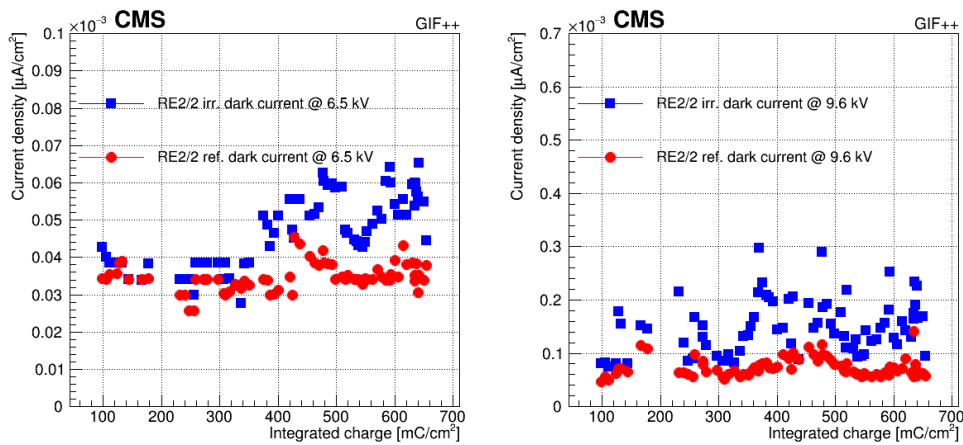 ×10⁻³ CMS GIF++
Current density [µA/cm²]
0.1
0.09
0.08
0.07
0.06
0.05
0.04
0.03
0.02
0.01
0
RE2/2 irr. dark current @ 6.5 kV
RE2/2 ref. dark current @ 6.5 kV
100 200 300 400 500 600 700
Integrated charge [mC/cm²]
×10⁻³ CMS GIF++
Current density [µA/cm²]
0.7
0.6
0.5
0.4
0.3
0.2
0.1
0
RE2/2 irr. dark current @ 9.6 kV
RE2/2 ref. dark current @ 9.6 kV
100 200 300 400 500 600 700
Integrated charge [mC/cm²]